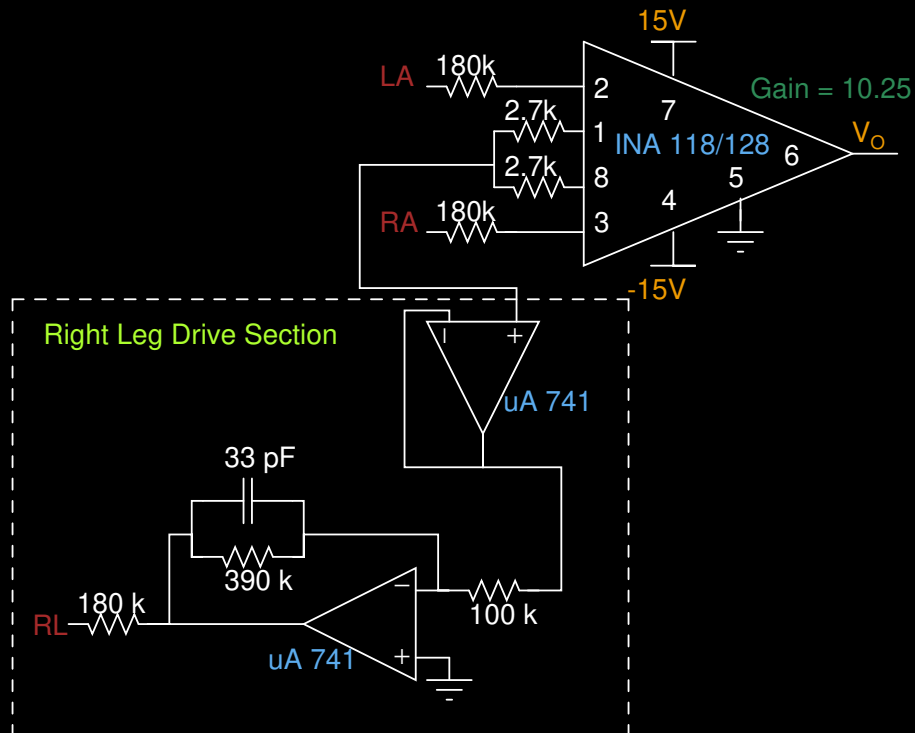 15V
LA
180k
2
Gain = 10.25
7
2.7k
1
INA 118/128
6
V_O
2.7k
8
5
4
RA
180k
3
-15V
Right Leg Drive Section
- +
uA 741
33 pF
390 k
−
100 k
180 k
RL
uA 741
+